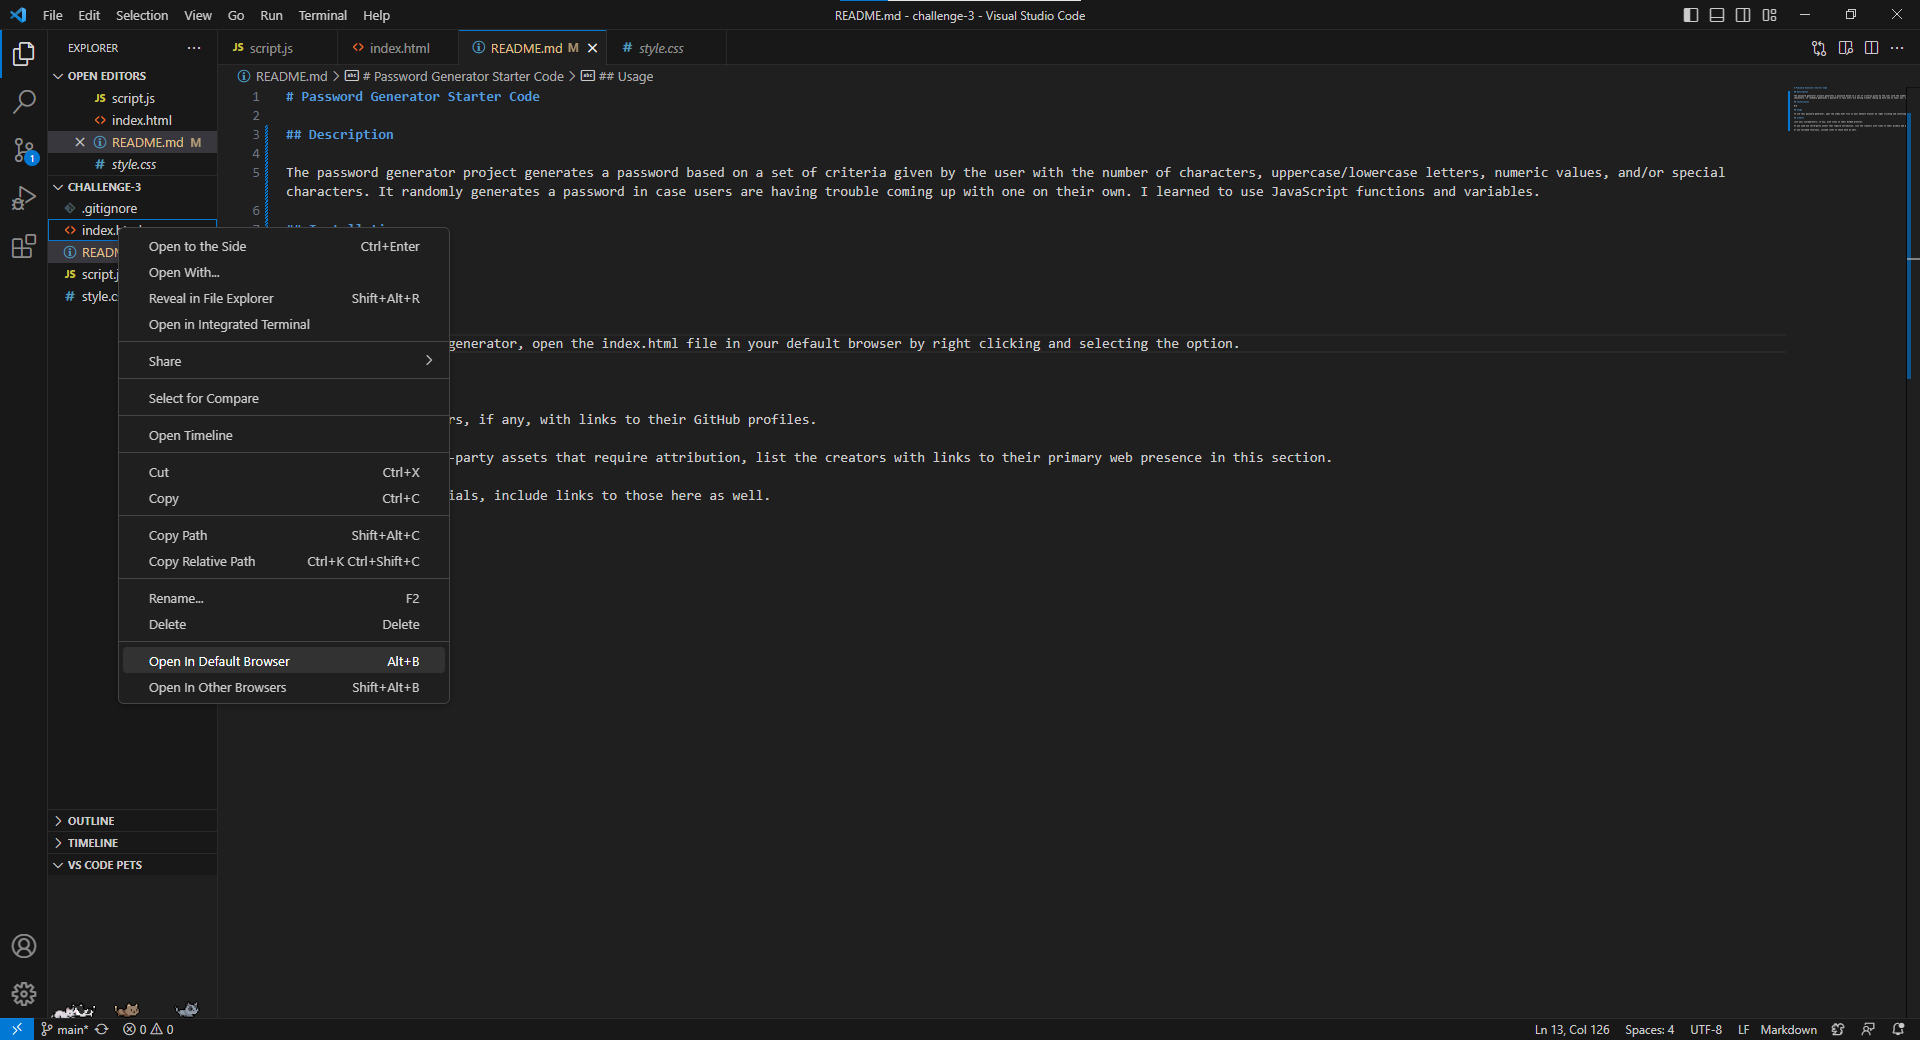 File Edit Selection View Go Run Terminal Help
README.md - challenge-3 - Visual Studio Code
EXPLORER
OPEN EDITORS
script.js
index.html
README.md M
style.css
CHALLENGE-3
.gitignore
index.h
READM
script.j
style.c
OUTLINE
TIMELINE
VS CODE PETS
1
JS script.js
<> index.html
README.md M
# style.css
README.md > # Password Generator Starter Code > ## Usage
1 # Password Generator Starter Code
2
3 ## Description
4
5 The password generator project generates a password based on a set of criteria given by the user with the number of characters, uppercase/lowercase letters, numeric values, and/or special
characters. It randomly generates a password in case users are having trouble coming up with one on their own. I learned to use JavaScript functions and variables.
6
generator, open the index.html file in your default browser by right clicking and selecting the option.
rs, if any, with links to their GitHub profiles.
-party assets that require attribution, list the creators with links to their primary web presence in this section.
ials, include links to those here as well.
Open to the Side Ctrl+Enter
Open With...
Reveal in File Explorer Shift+Alt+R
Open in Integrated Terminal
Share
Select for Compare
Open Timeline
Cut Ctrl+X
Copy Ctrl+C
Copy Path Shift+Alt+C
Copy Relative Path Ctrl+K Ctrl+Shift+C
Rename... F2
Delete Delete
Open In Default Browser Alt+B
Open In Other Browsers Shift+Alt+B
main* 0 0
Ln 13, Col 126 Spaces: 4 UTF-8 LF Markdown